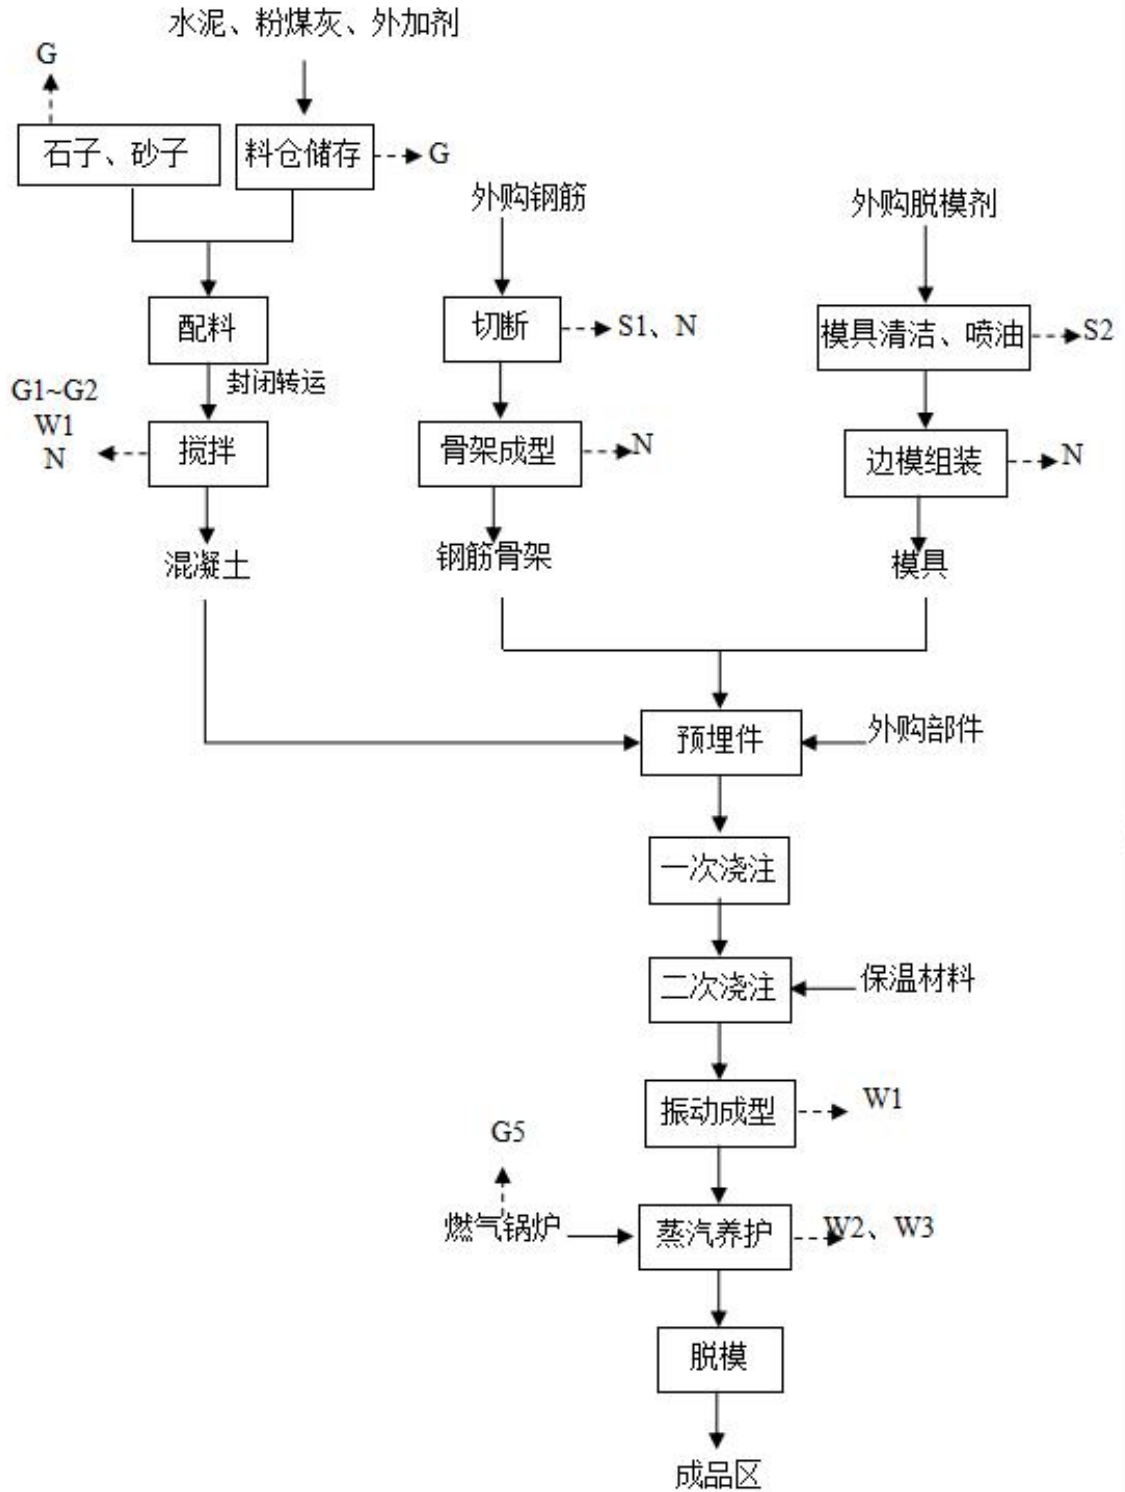 水泥、粉煤灰、外加剂
G
石子、砂子
料仓储存
G
外购钢筋
外购脱模剂
配料
切断
S1、N
模具清洁、喷油
S2
封闭转运
G1~G2
W1
N
搅拌
骨架成型
N
边模组装
N
混凝土
钢筋骨架
模具
预埋件
外购部件
一次浇注
二次浇注
保温材料
振动成型
W1
G5
燃气锅炉
蒸汽养护
W2、W3
脱模
成品区